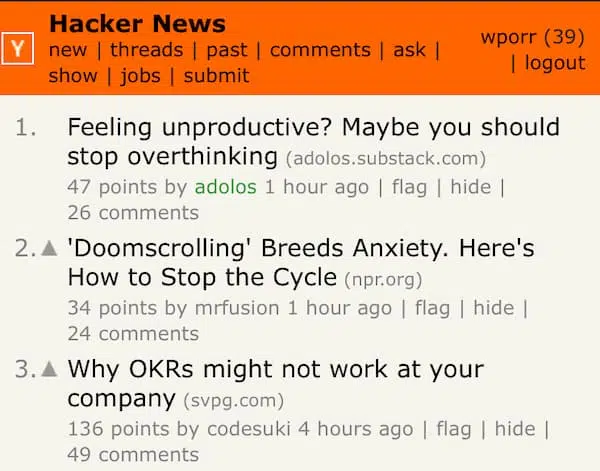 Y
Hacker News
new | threads | past | comments | ask |
show | jobs | submit
wporr (39)
| logout
1. Feeling unproductive? Maybe you should
stop overthinking (adolos.substack.com)
47 points by adolos 1 hour ago | flag | hide |
26 comments
2. 'Doomscrolling' Breeds Anxiety. Here's
How to Stop the Cycle (npr.org)
34 points by mrfusion 1 hour ago | flag | hide |
24 comments
3. Why OKRs might not work at your
company (svpg.com)
136 points by codesuki 4 hours ago | flag | hide |
49 comments